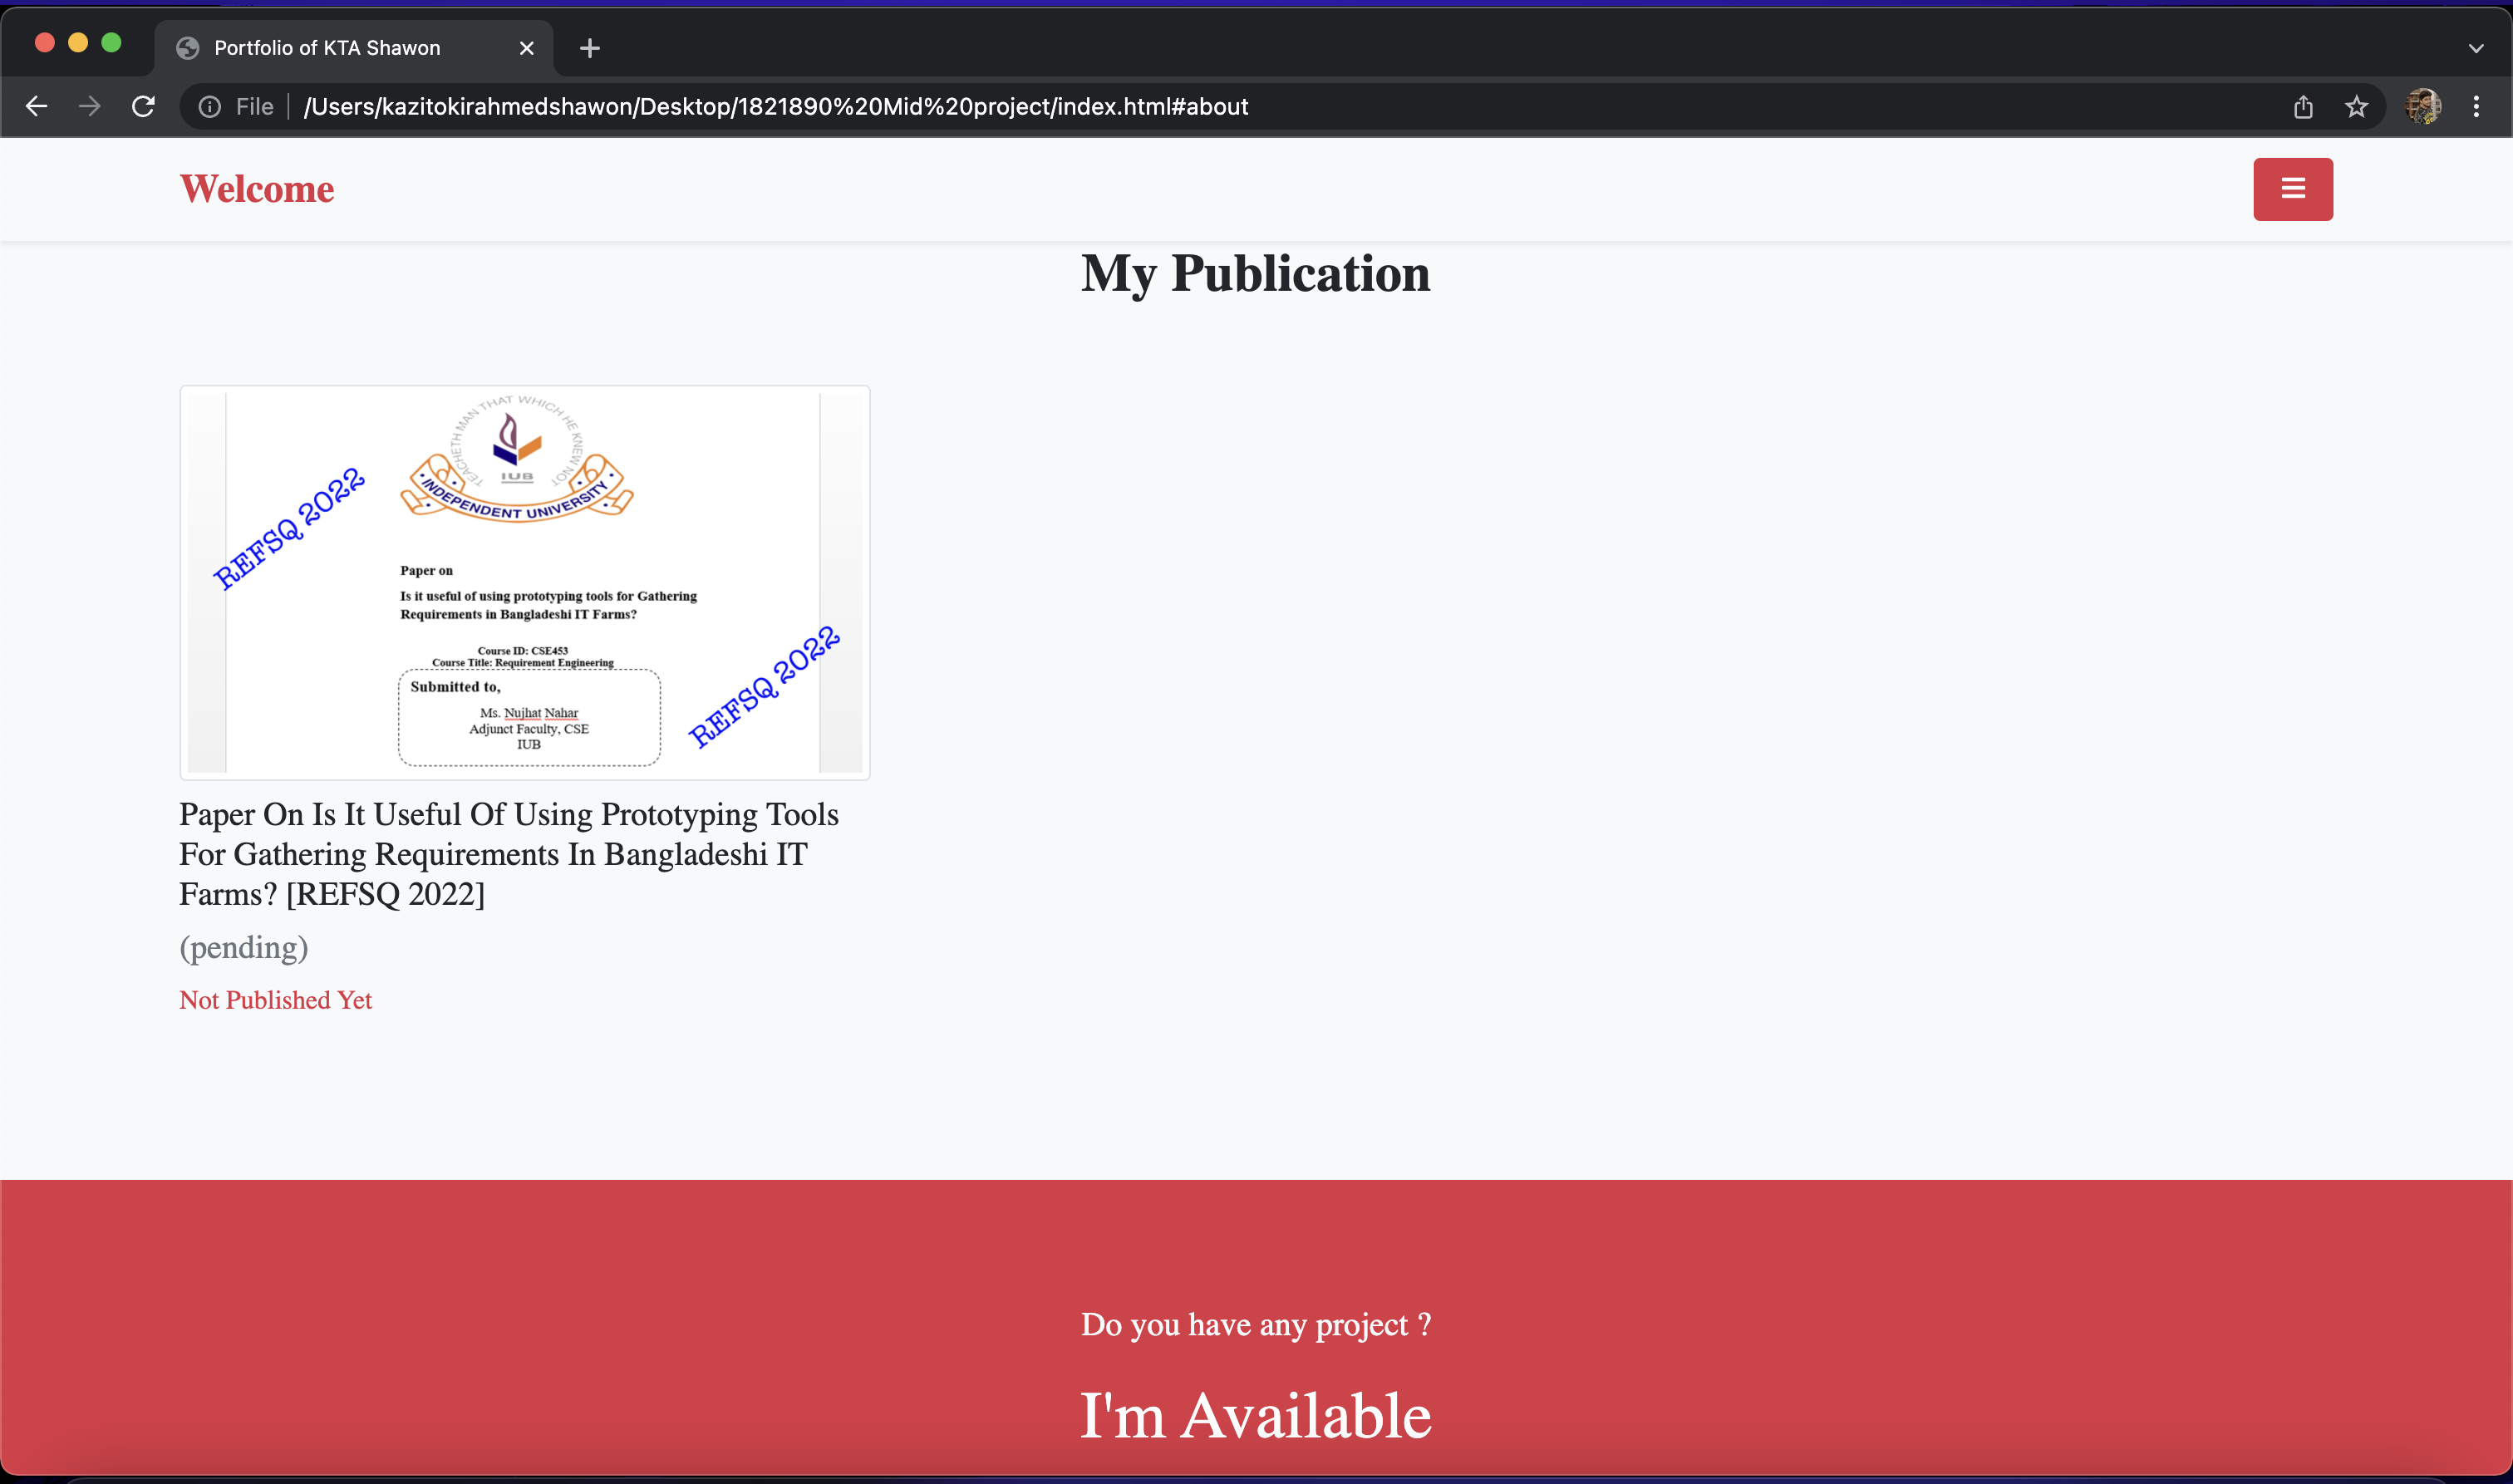 Portfolio of KTA Shawon
File /Users/kazitokirahmedshawon/Desktop/1821890%20Mid%20project/index.html#about
Welcome
My Publication
TEACHETH MAN THAT WHICH HE KNEW NOT
IUB
INDEPENDENT UNIVERSITY
REFSQ 2022
Paper on
Is it useful of using prototyping tools for Gathering
Requirements in Bangladeshi IT Farms?
Course ID: CSE453
Course Title: Requirement Engineering
Submitted to,
Ms. Nujhat Nahar
Adjunct Faculty, CSE
IUB
REFSQ 2022
Paper On Is It Useful Of Using Prototyping Tools
For Gathering Requirements In Bangladeshi IT
Farms? [REFSQ 2022]
(pending)
Not Published Yet
Do you have any project ?
I'm Available